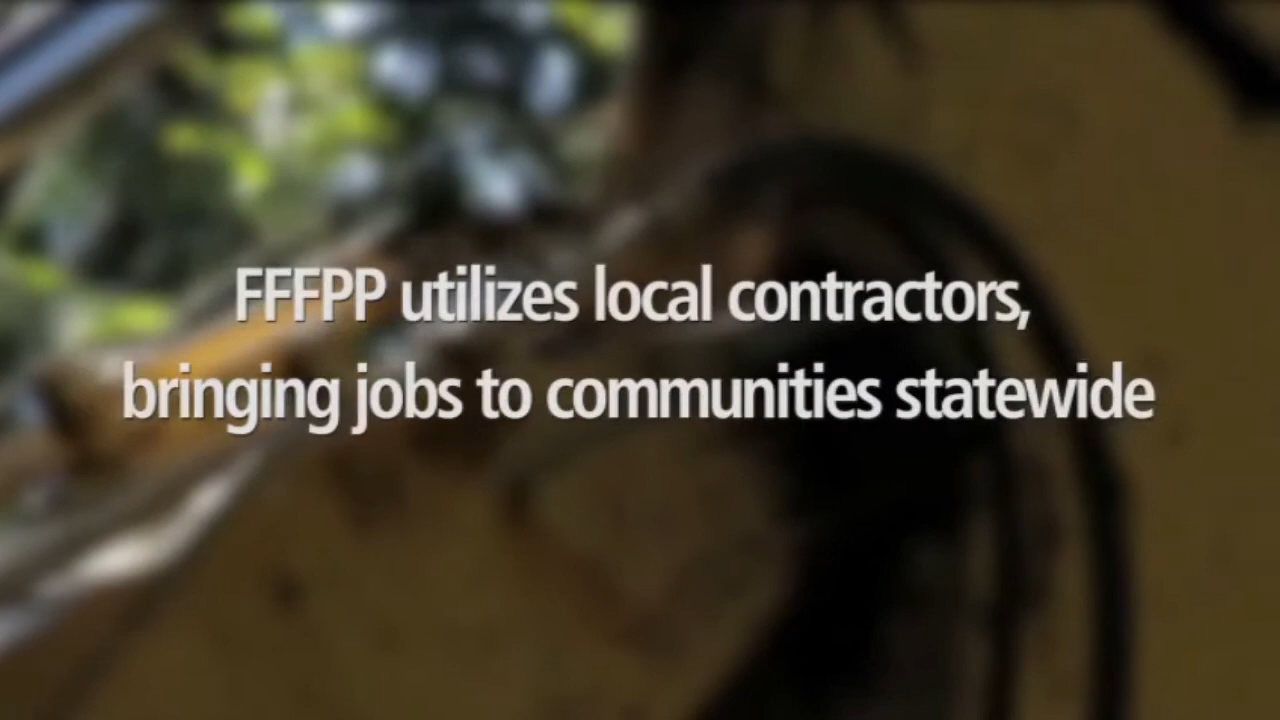 FFFPP utilizes local contractors,
bringing jobs to communities statewide